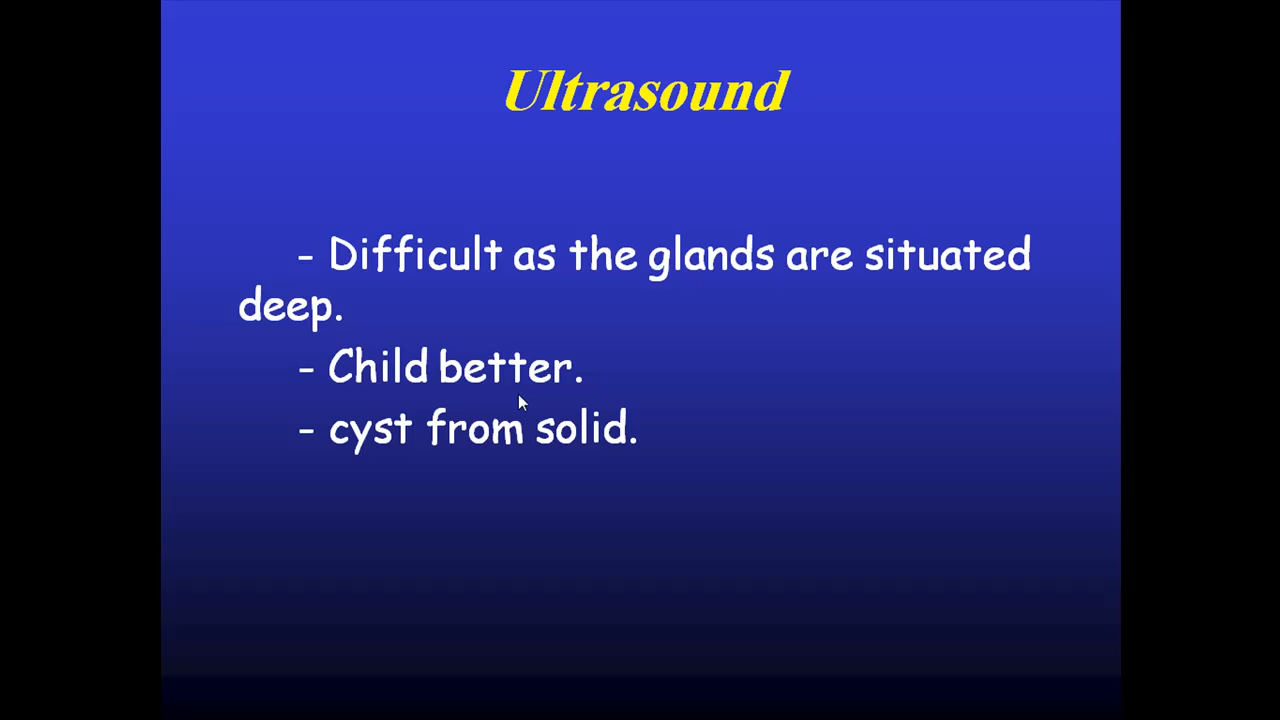 Ultrasound
- Difficult as the glands are situated
deep.
- Child better.
- cyst from solid.